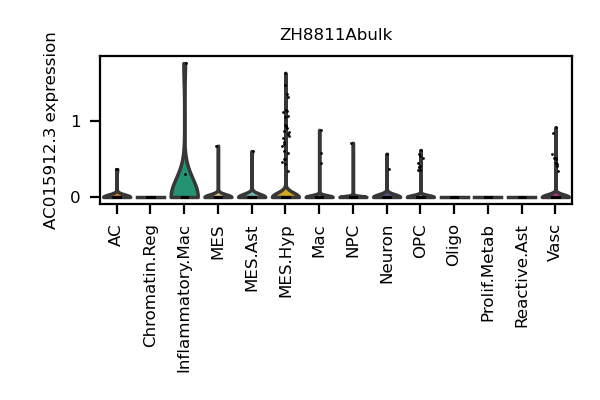 ZH8811Abulk
AC015912.3 expression
1
0
AC
Chromatin.Reg
Inflammatory.Mac
MES
MES.Ast
MES.Hyp
Mac
NPC
Neuron
OPC
Oligo
Prolif.Metab
Reactive.Ast
Vasc